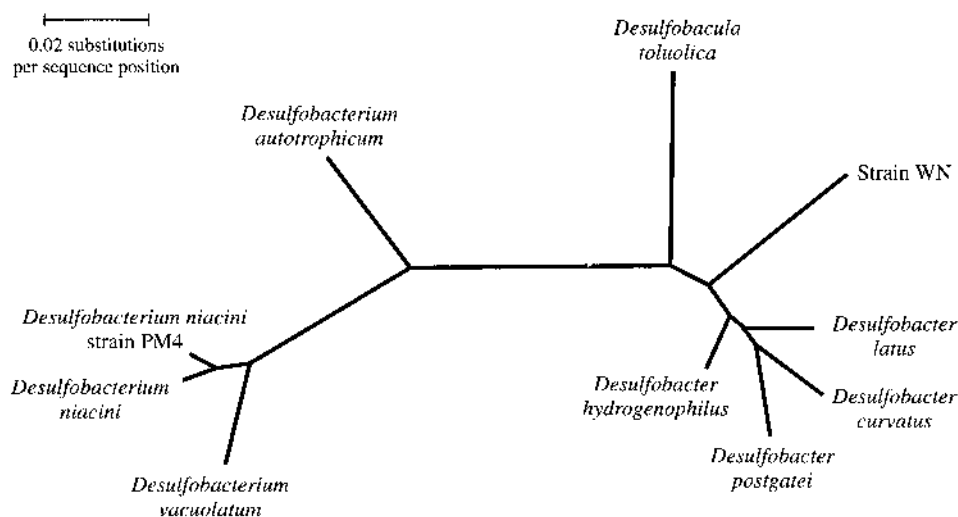 0.02 substitutions
per sequence position
Desulfobacula
toluolica
Desulfobacterium
autotrophicum
Strain WN
Desulfobacterium niacini
strain PM4
Desulfobacterium
niacini
Desulfobacterium
vacuolatum
Desulfobacter
latus
Desulfobacter
hydrogenophilus
Desulfobacter
curvatus
Desulfobacter
postgatei